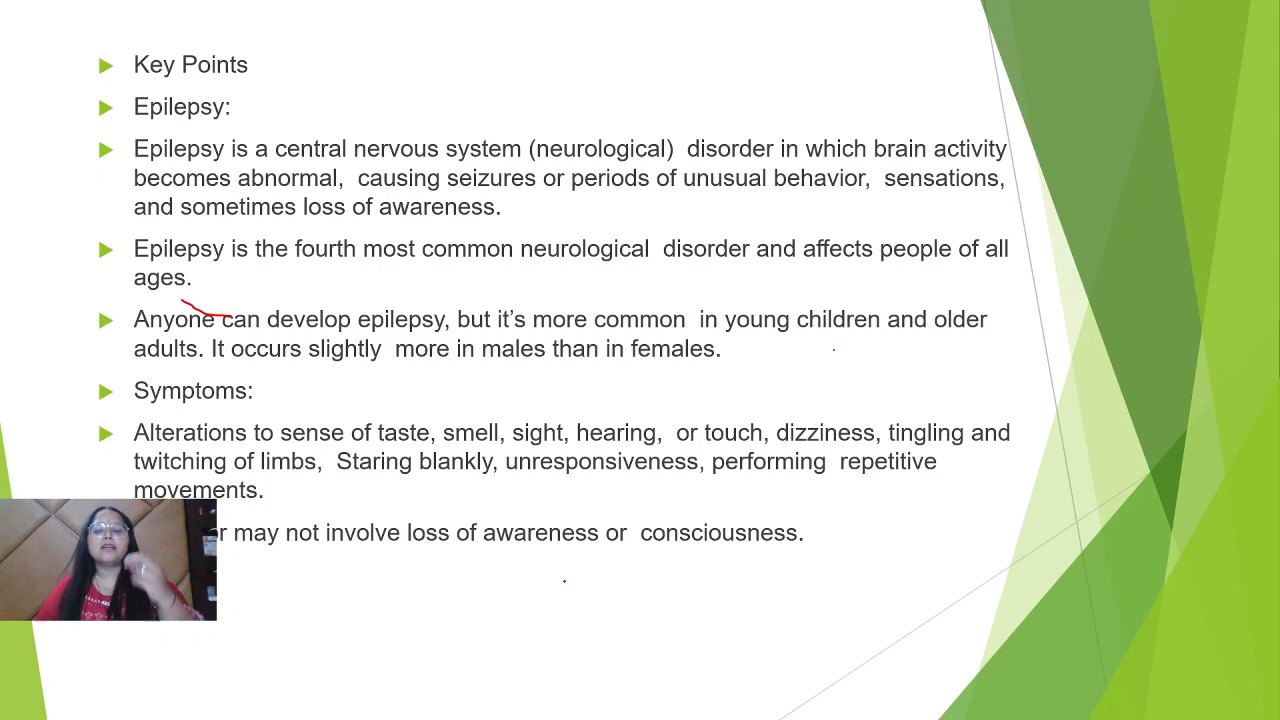 Key Points
Epilepsy:
Epilepsy is a central nervous system (neurological) disorder in which brain activity
becomes abnormal, causing seizures or periods of unusual behavior, sensations,
and sometimes loss of awareness.
Epilepsy is the fourth most common neurological disorder and affects people of all
ages.
Anyone can develop epilepsy, but it’s more common in young children and older
adults. It occurs slightly more in males than in females.
Symptoms:
Alterations to sense of taste, smell, sight, hearing, or touch, dizziness, tingling and
twitching of limbs, Staring blankly, unresponsiveness, performing repetitive
movements.
may not involve loss of awareness or consciousness.